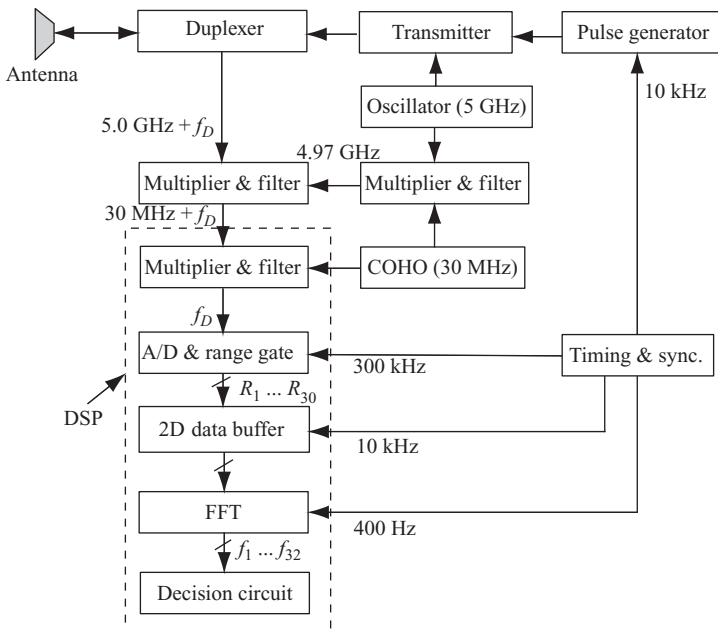 Duplexer
Transmitter
Pulse generator
Antenna
10 kHz
Oscillator (5 GHz)
5.0 GHz + f_D
4.97 GHz
Multiplier & filter
Multiplier & filter
30 MHz + f_D
Multiplier & filter
COHO (30 MHz)
f_D
A/D & range gate
Timing & sync.
300 kHz
R_1 ... R_30
DSP
2D data buffer
10 kHz
FFT
400 Hz
f_1 ... f_32
Decision circuit